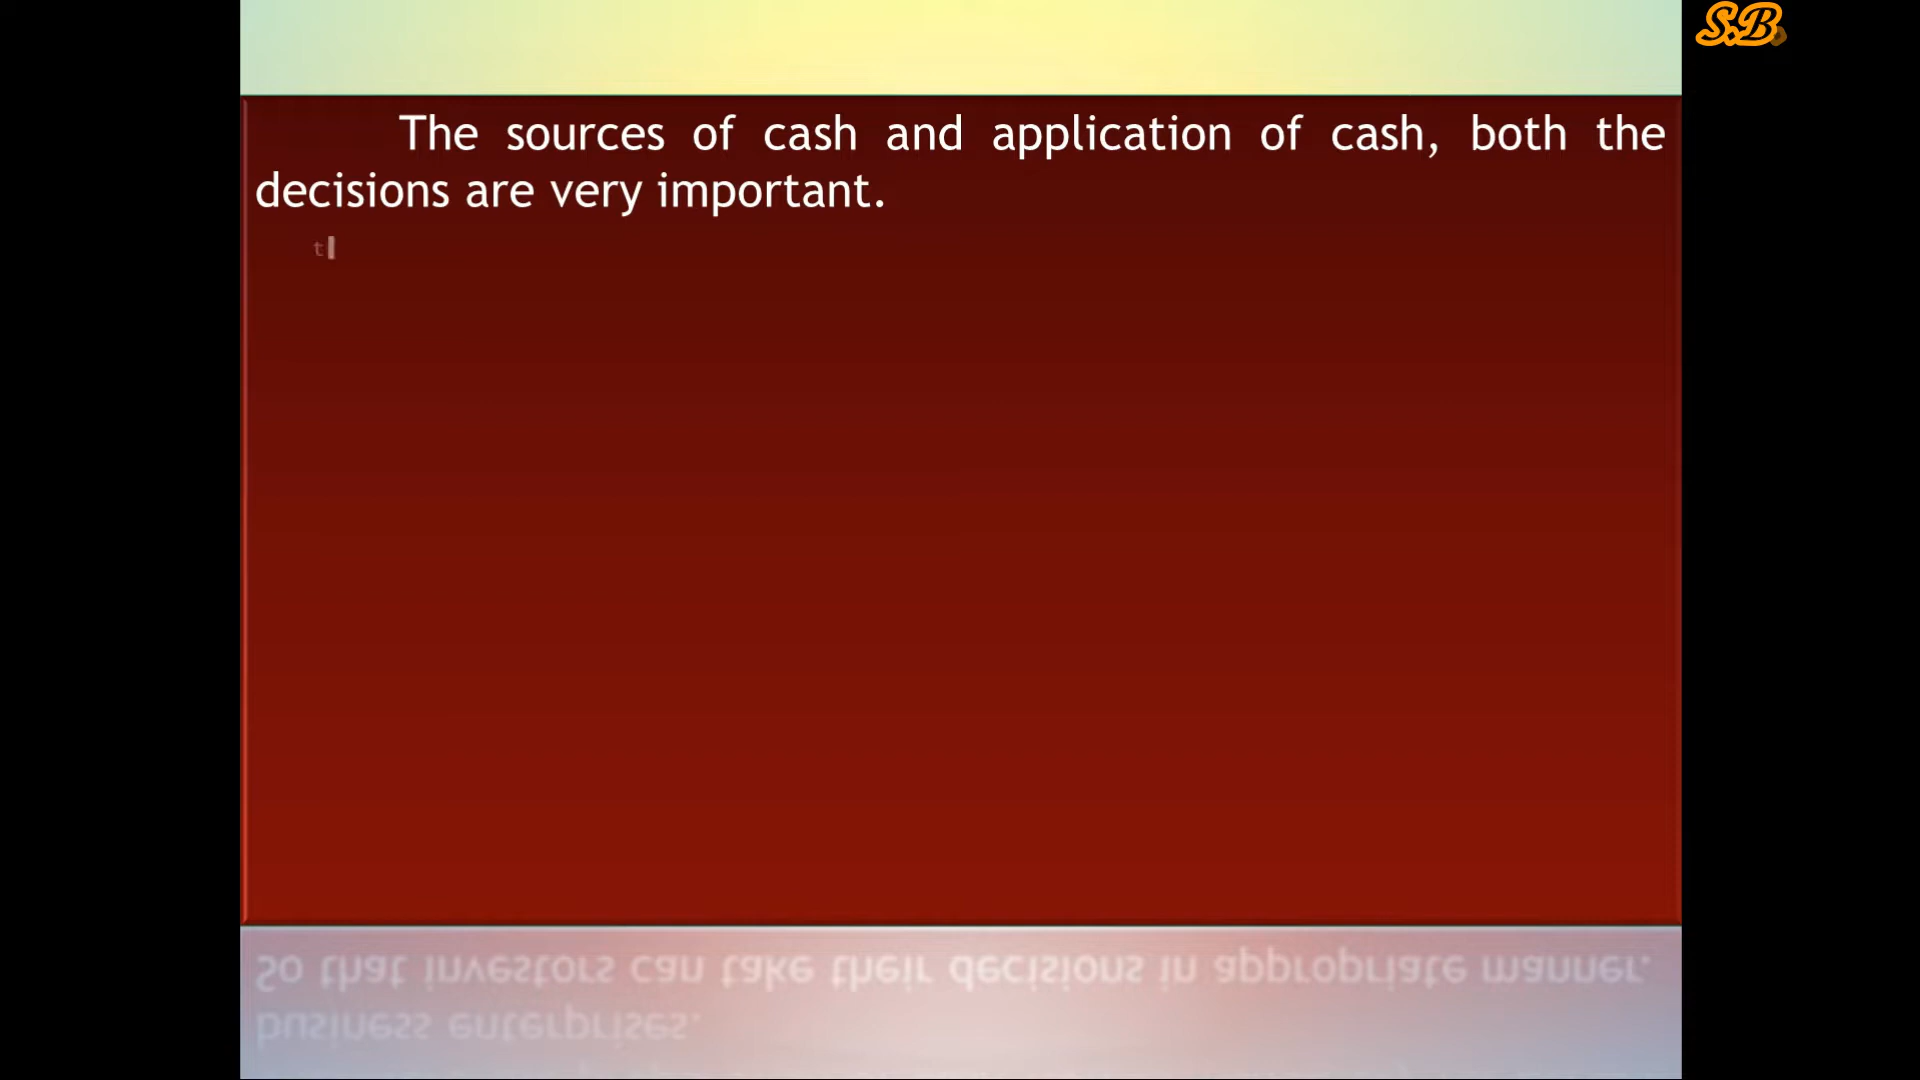 S.B.
The sources of cash and application of cash, both the
decisions are very important.
t
So that investors can take their decisions in appropriate manner.
business enterprises.